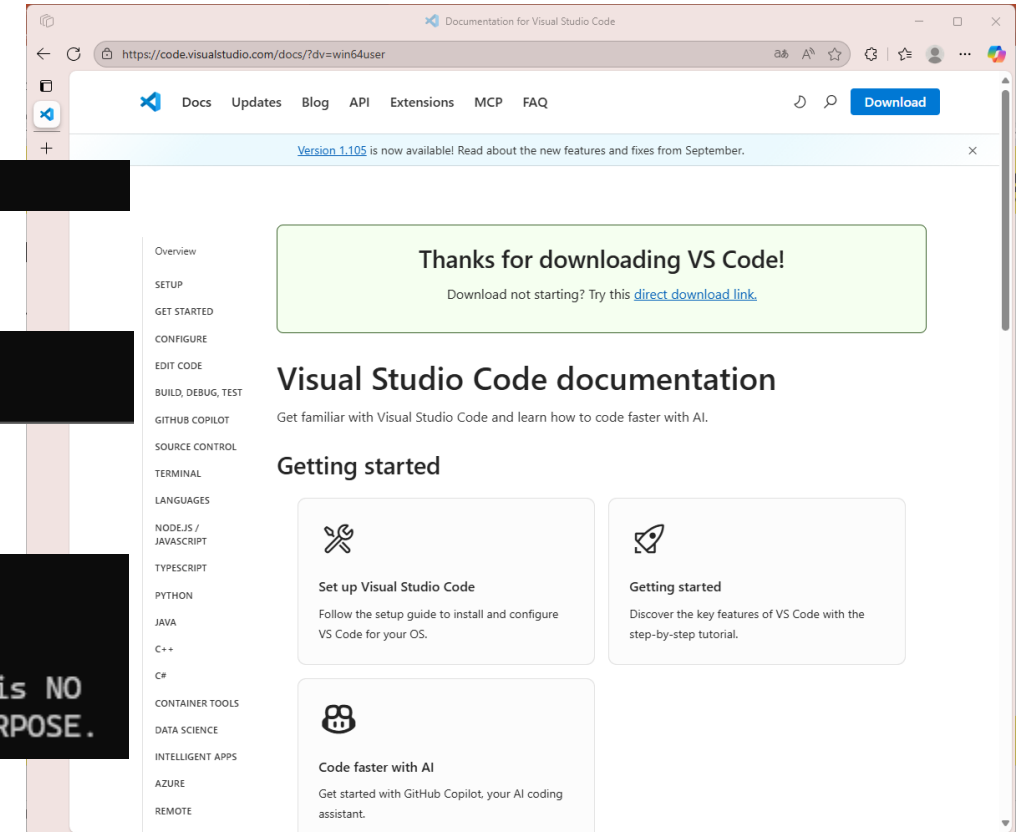 Documentation for Visual Studio Code
https://code.visualstudio.com/docs/?dv=win64user
Docs Updates Blog API Extensions MCP FAQ
Download
Version 1.105 is now available! Read about the new features and fixes from September.
Overview
SETUP
GET STARTED
CONFIGURE
EDIT CODE
BUILD, DEBUG, TEST
GITHUB COPILOT
SOURCE CONTROL
TERMINAL
LANGUAGES
NODE.JS /
JAVASCRIPT
TYPESCRIPT
PYTHON
JAVA
C++
C#
CONTAINER TOOLS
DATA SCIENCE
INTELLIGENT APPS
AZURE
REMOTE
Thanks for downloading VS Code!
Download not starting? Try this direct download link.
Visual Studio Code documentation
Get familiar with Visual Studio Code and learn how to code faster with AI.
Getting started
Set up Visual Studio Code
Follow the setup guide to install and configure
VS Code for your OS.
Getting started
Discover the key features of VS Code with the
step-by-step tutorial.
Code faster with AI
Get started with GitHub Copilot, your AI coding
assistant.
is NO
RPOSE.